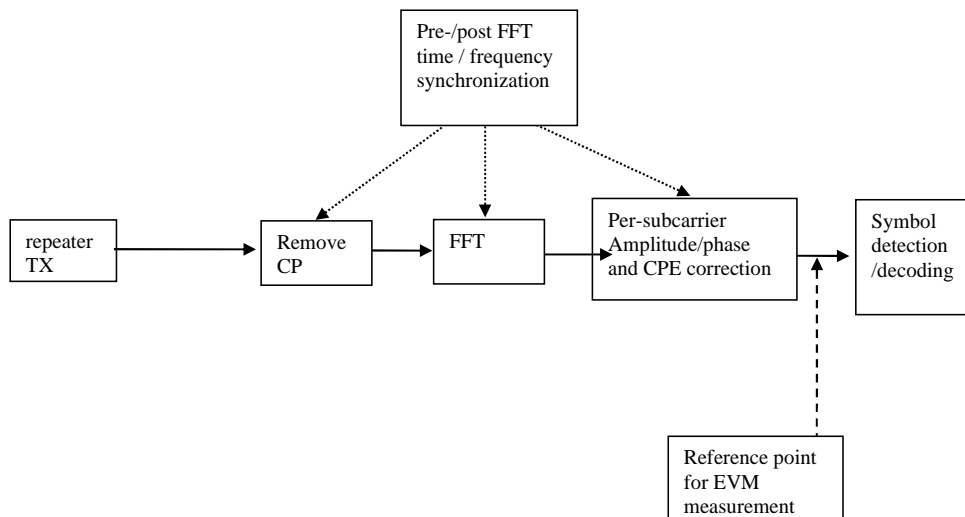 Pre-/post FFT
time / frequency
synchronization
repeater
TX
Remove
CP
FFT
Per-subcarrier
Amplitude/phase
and CPE correction
Symbol
detection
/decoding
Reference point
for EVM
measurement